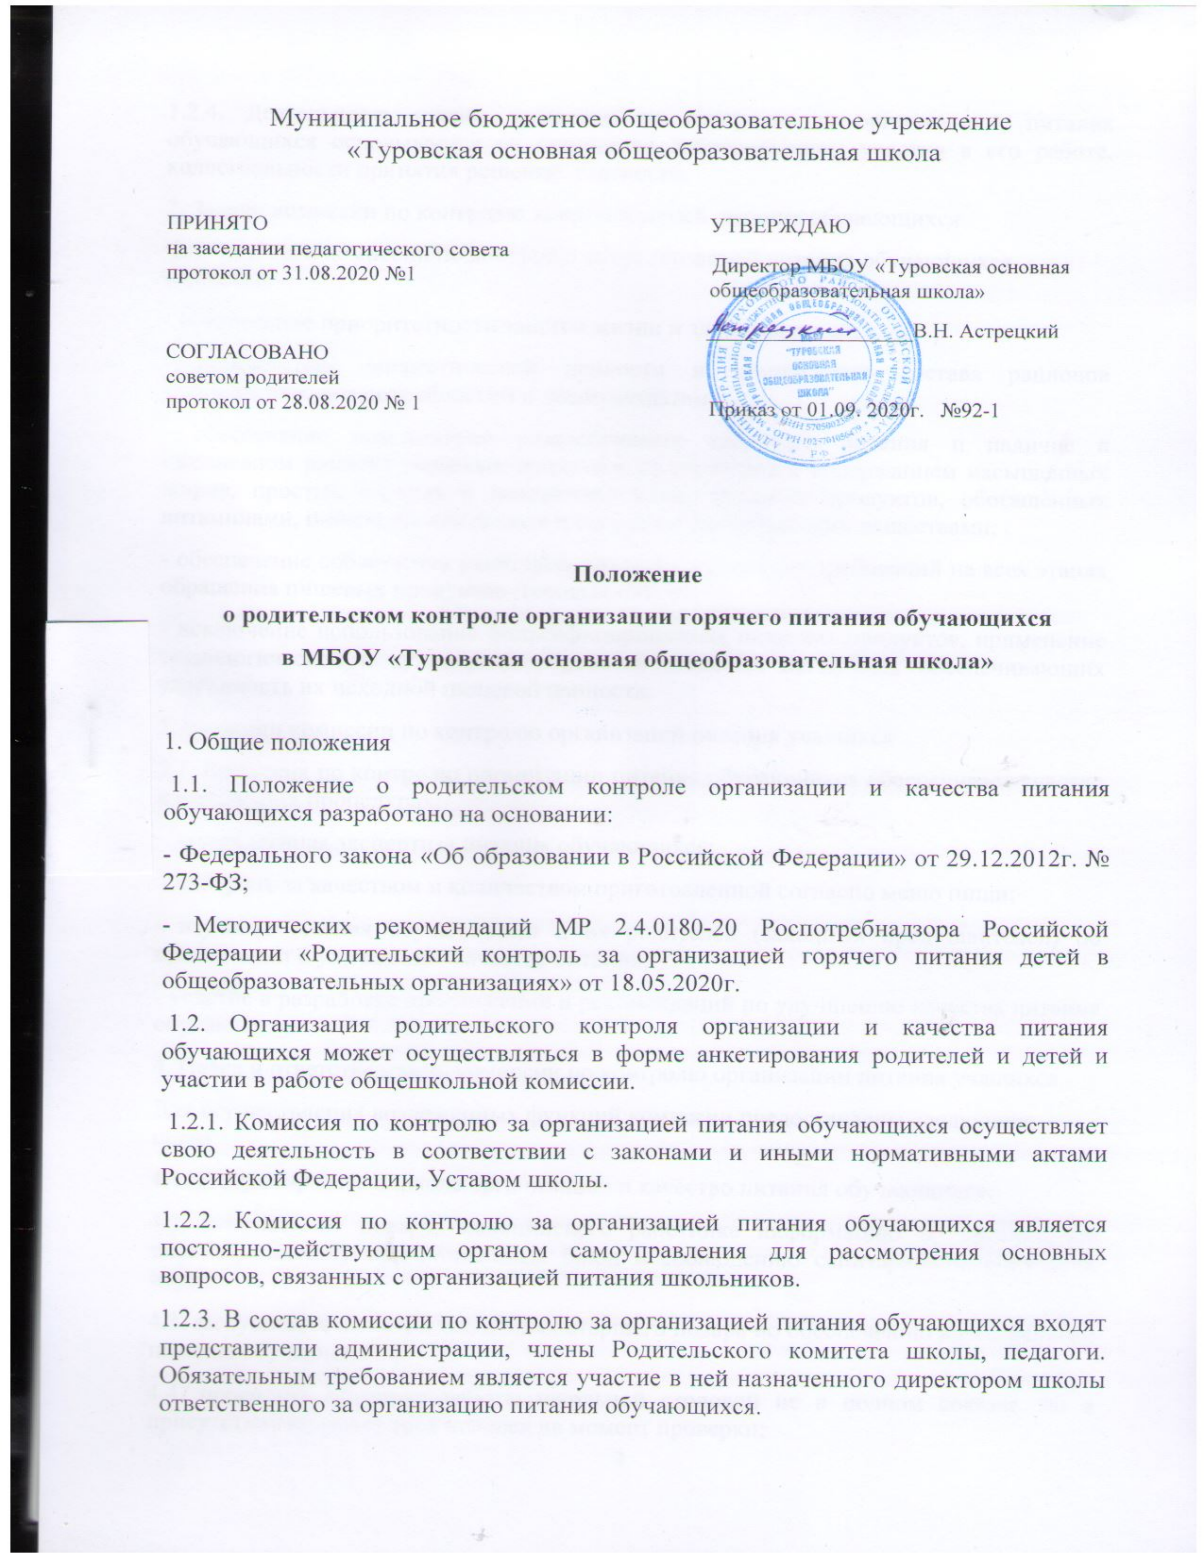 Муниципальное бюджетное общеобразовательное учреждение
«Туровская основная общеобразовательная школа
ПРИНЯТО
на заседании педагогического совета
протокол от 31.08.2020 №1
СОГЛАСОВАНО
советом родителей
протокол от 28.08.2020 № 1
УТВЕРЖДАЮ
Директор МБОУ «Туровская основная
общеобразовательная школа»
Астрецкий В.Н. Астрецкий
МБОУ
"ТУРОВСКАЯ
ОСНОВНАЯ
ОБЩЕОБРАЗОВАТЕЛЬНАЯ
ШКОЛА"
Приказ от 01.09. 2020г. №92-1
Положение
о родительском контроле организации горячего питания обучающихся
в МБОУ «Туровская основная общеобразовательная школа»
1. Общие положения
1.1. Положение о родительском контроле организации и качества питания
обучающихся разработано на основании:
- Федерального закона «Об образовании в Российской Федерации» от 29.12.2012г. №
273-ФЗ;
- Методических рекомендаций МР 2.4.0180-20 Роспотребнадзора Российской
Федерации «Родительский контроль за организацией горячего питания детей в
общеобразовательных организациях» от 18.05.2020г.
1.2. Организация родительского контроля организации и качества питания
обучающихся может осуществляться в форме анкетирования родителей и детей и
участии в работе общешкольной комиссии.
1.2.1. Комиссия по контролю за организацией питания обучающихся осуществляет
свою деятельность в соответствии с законами и иными нормативными актами
Российской Федерации, Уставом школы.
1.2.2. Комиссия по контролю за организацией питания обучающихся является
постоянно-действующим органом самоуправления для рассмотрения основных
вопросов, связанных с организацией питания школьников.
1.2.3. В состав комиссии по контролю за организацией питания обучающихся входят
представители администрации, члены Родительского комитета школы, педагоги.
Обязательным требованием является участие в ней назначенного директором школы
ответственного за организацию питания обучающихся.